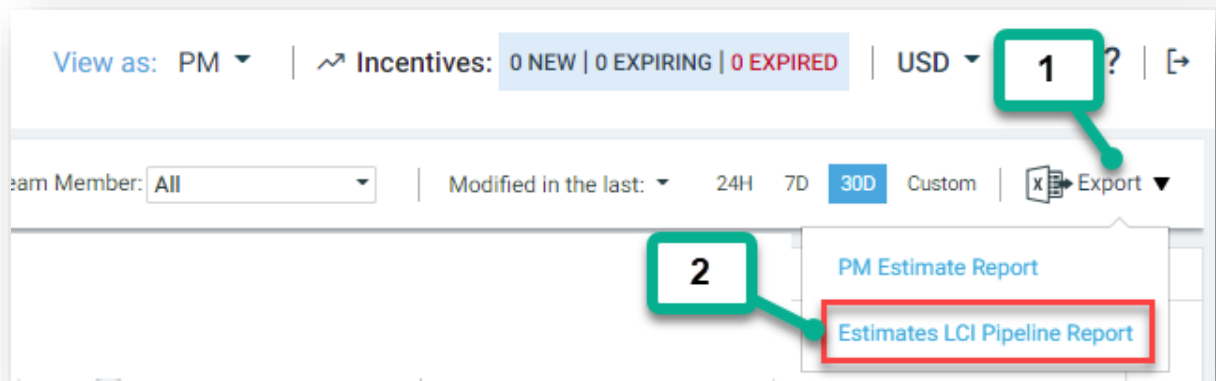 View as: PM Incentives: 0 NEW | 0 EXPIRING | 0 EXPIRED USD 1 ?
eam Member: All Modified in the last: 24H 7D 30D Custom Export
2 PM Estimate Report
Estimates LCI Pipeline Report